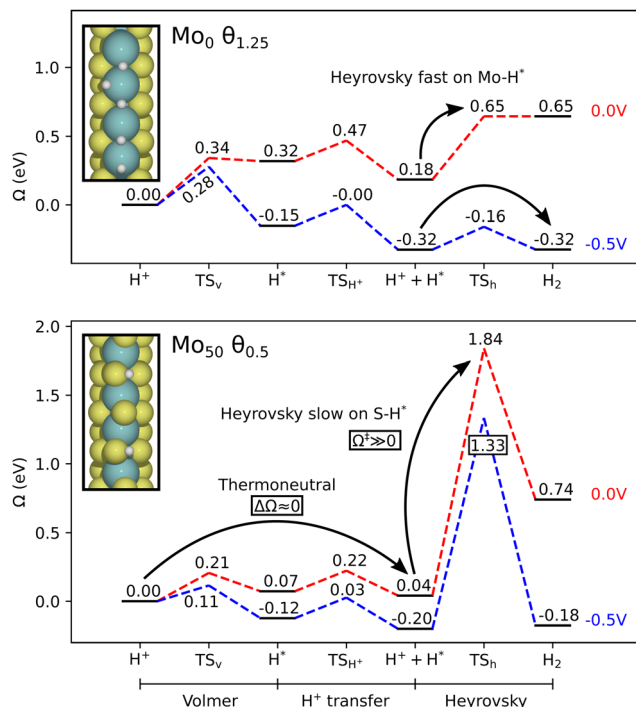 Mo₀ θ₁.₂₅
Heyrovsky fast on Mo-H*
1.0
0.5
0.0
Ω (eV)
0.00
0.34
0.28
0.32
-0.15
0.47
-0.00
0.18
-0.32
0.65
-0.16
0.65
-0.32
0.0V
-0.5V
H⁺ TSᵥ H* TS_H⁺ H⁺ + H* TSₕ H₂
Mo₅₀ θ₀.₅
2.0
1.5
1.0
0.5
0.0
Ω (eV)
Heyrovsky slow on S-H*
Ω‡≫0
Thermoneutral
ΔΩ≈0
0.00
0.21
0.11
0.07
-0.12
0.22
0.03
0.04
-0.20
1.84
1.33
0.74
-0.18
0.0V
-0.5V
H⁺ TSᵥ H* TS_H⁺ H⁺ + H* TSₕ H₂
Volmer H⁺ transfer Heyrovsky